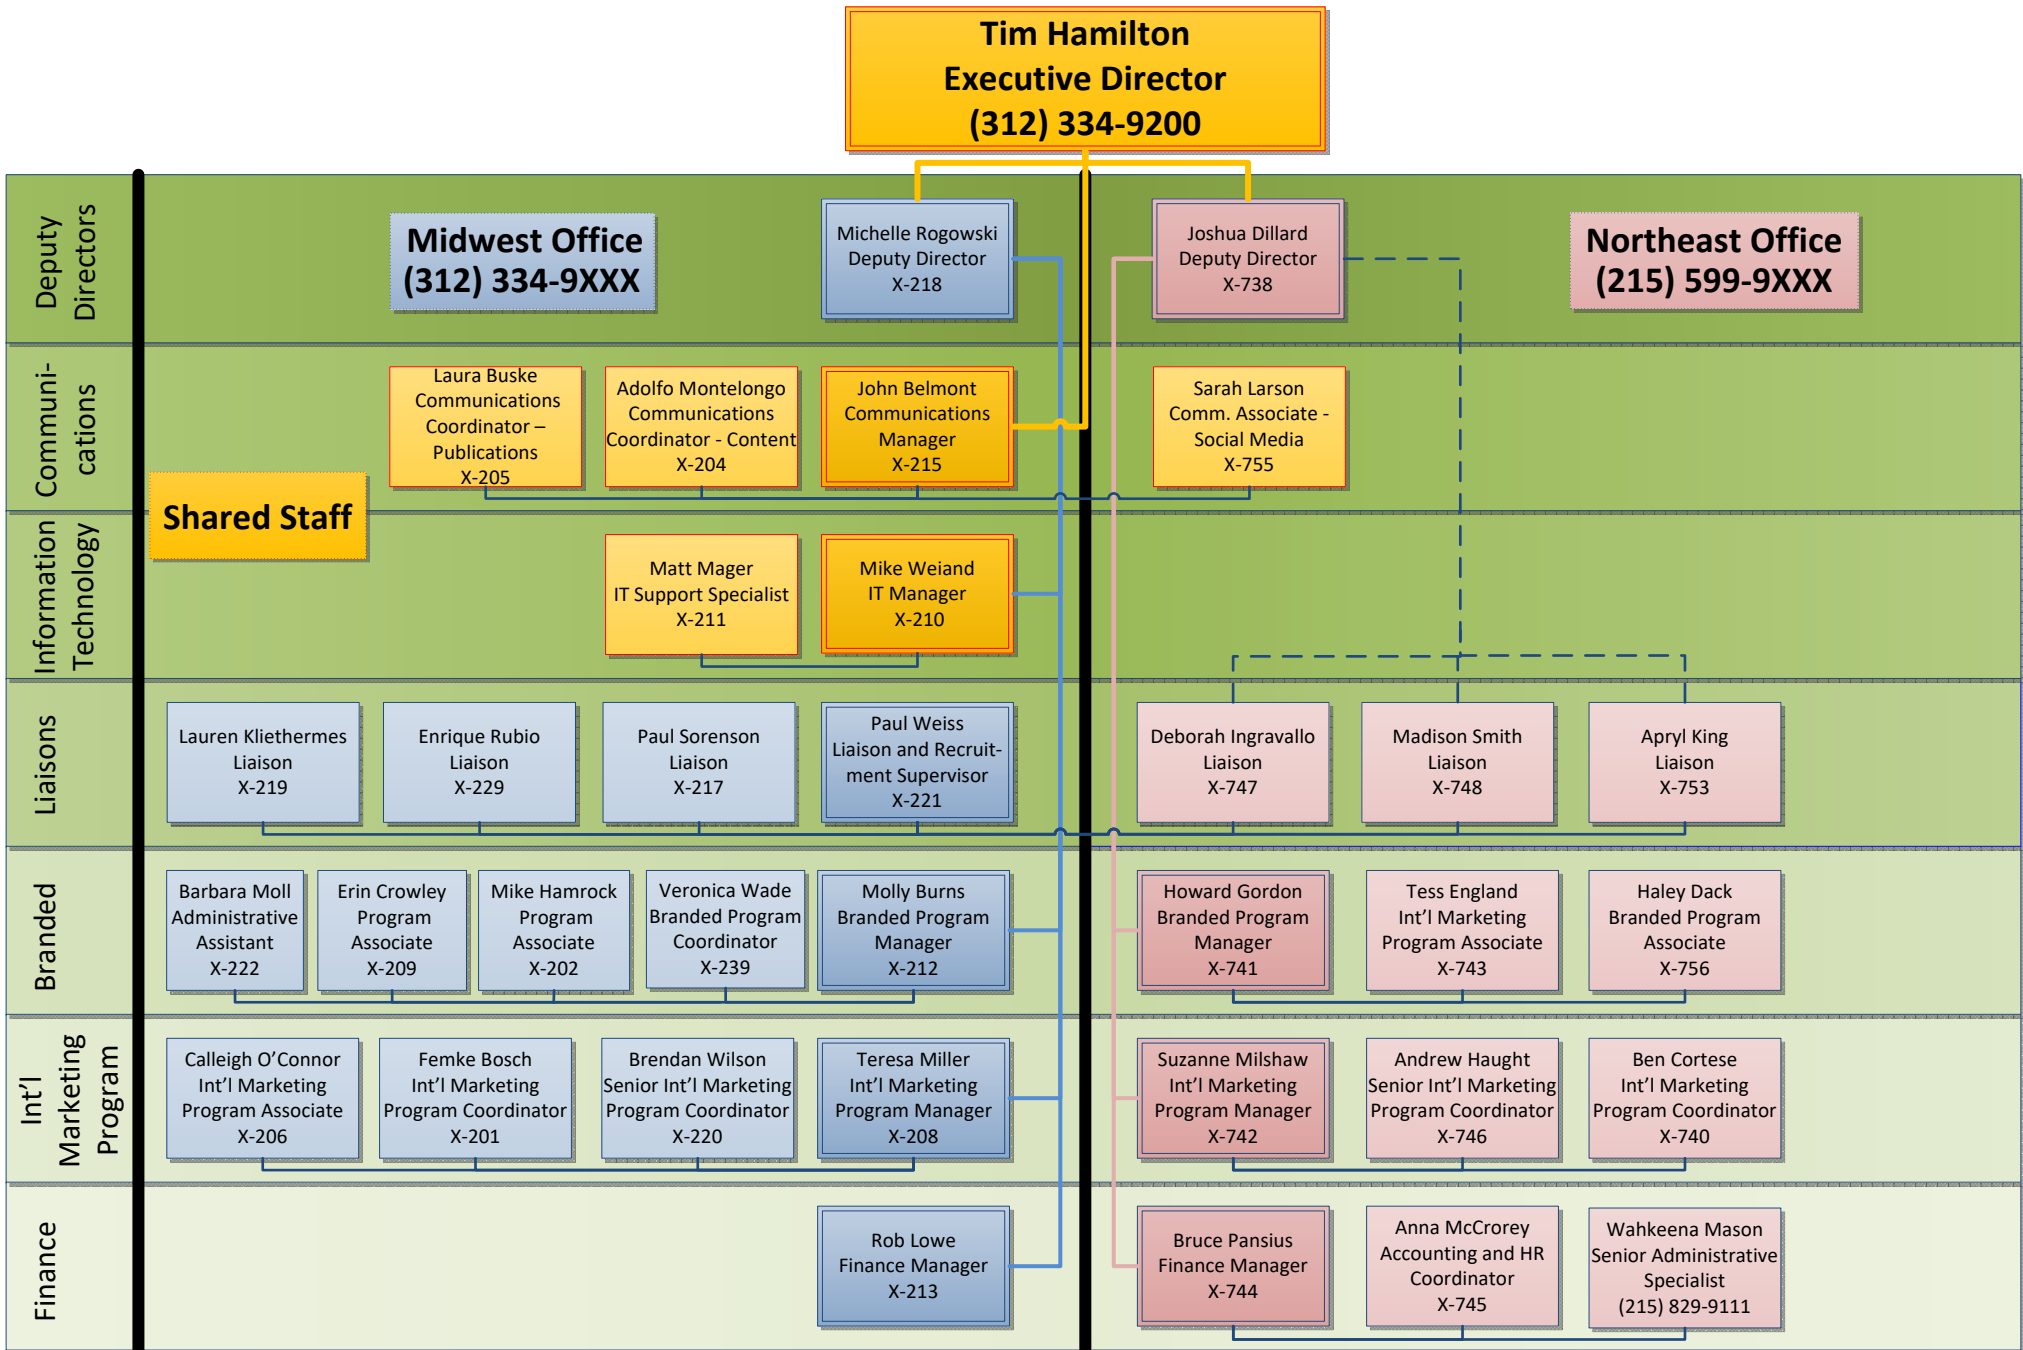 Tim Hamilton
Executive Director
(312) 334-9200
Deputy
Directors
Midwest Office
(312) 334-9XXX
Michelle Rogowski
Deputy Director
X-218
Joshua Dillard
Deputy Director
X-738
Northeast Office
(215) 599-9XXX
Communi-
cations
Laura Buske
Communications
Coordinator –
Publications
X-205
Adolfo Montelongo
Communications
Coordinator - Content
X-204
John Belmont
Communications
Manager
X-215
Sarah Larson
Comm. Associate -
Social Media
X-755
Shared Staff
Information
Technology
Matt Mager
IT Support Specialist
X-211
Mike Weiand
IT Manager
X-210
Liaisons
Lauren Kliethermes
Liaison
X-219
Enrique Rubio
Liaison
X-229
Paul Sorenson
Liaison
X-217
Paul Weiss
Liaison and Recruit-
ment Supervisor
X-221
Deborah Ingravallo
Liaison
X-747
Madison Smith
Liaison
X-748
Apryl King
Liaison
X-753
Branded
Barbara Moll
Administrative
Assistant
X-222
Erin Crowley
Program
Associate
X-209
Mike Hamrock
Program
Associate
X-202
Veronica Wade
Branded Program
Coordinator
X-239
Molly Burns
Branded Program
Manager
X-212
Howard Gordon
Branded Program
Manager
X-741
Tess England
Int’l Marketing
Program Associate
X-743
Haley Dack
Branded Program
Associate
X-756
Int’l
Marketing
Program
Calleigh O’Connor
Int’l Marketing
Program Associate
X-206
Femke Bosch
Int’l Marketing
Program Coordinator
X-201
Brendan Wilson
Senior Int’l Marketing
Program Coordinator
X-220
Teresa Miller
Int’l Marketing
Program Manager
X-208
Suzanne Milshaw
Int’l Marketing
Program Manager
X-742
Andrew Haught
Senior Int’l Marketing
Program Coordinator
X-746
Ben Cortese
Int’l Marketing
Program Coordinator
X-740
Finance
Rob Lowe
Finance Manager
X-213
Bruce Pansius
Finance Manager
X-744
Anna McCrorey
Accounting and HR
Coordinator
X-745
Wahkeena Mason
Senior Administrative
Specialist
(215) 829-9111